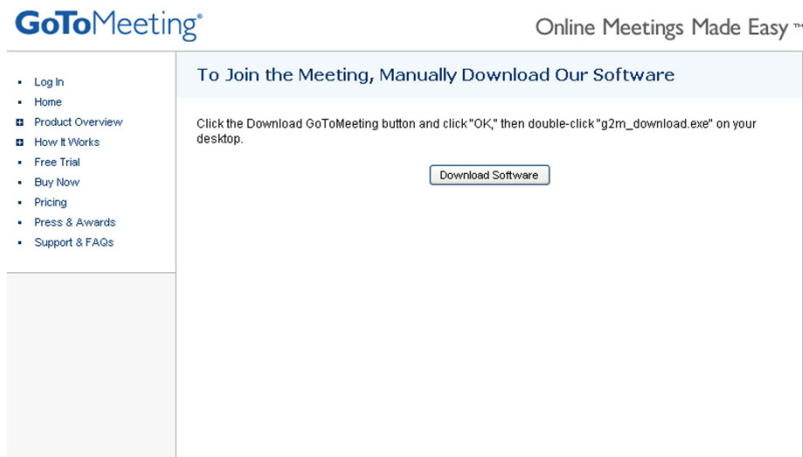 GoToMeeting®
Online Meetings Made Easy ™
Log In
Home
Product Overview
How It Works
Free Trial
Buy Now
Pricing
Press & Awards
Support & FAQs
To Join the Meeting, Manually Download Our Software
Click the Download GoToMeeting button and click "OK," then double-click "g2m_download.exe" on your
desktop.
Download Software